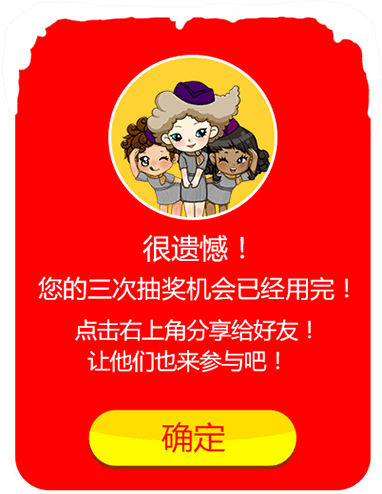 很遗憾！
您的三次抽奖机会已经用完！
点击右上角分享给好友！
让他们也来参与吧！
确定